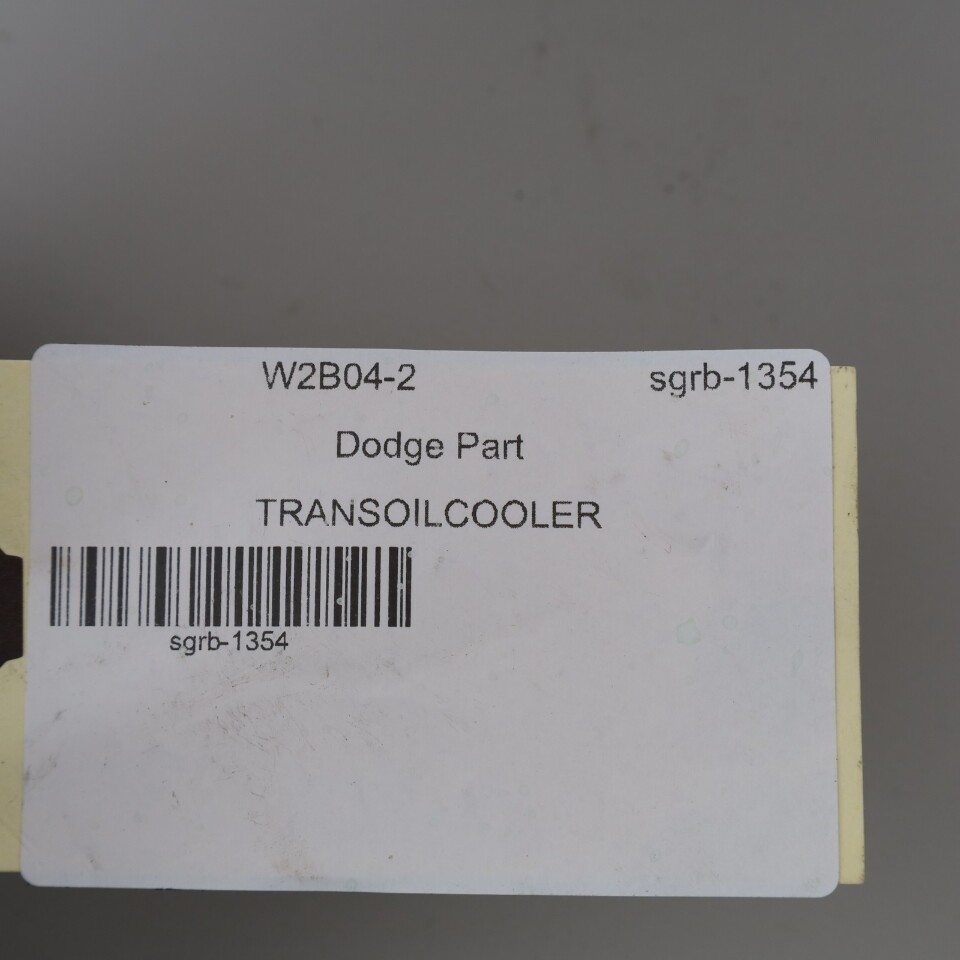 W2B04-2 sgrb-1354
Dodge Part
TRANSOILCOOLER
sgrb-1354